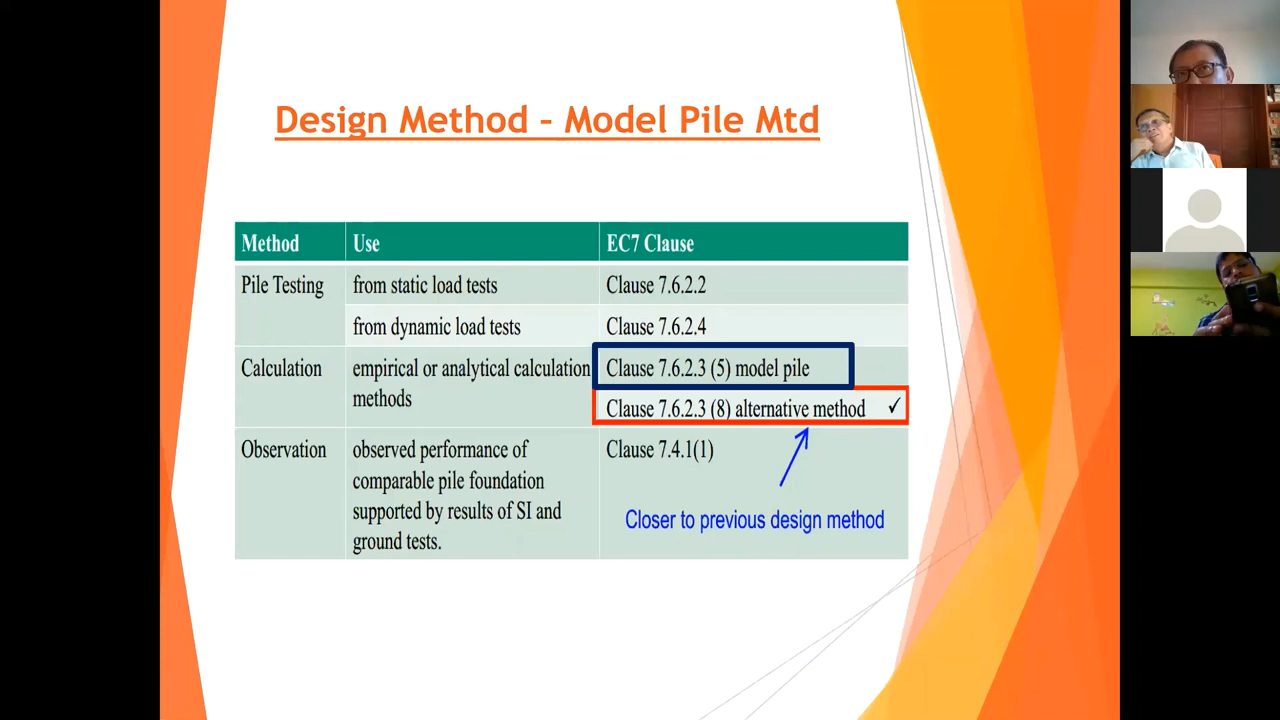 Design Method – Model Pile Mtd
Method Use EC7 Clause
Pile Testing from static load tests Clause 7.6.2.2
from dynamic load tests Clause 7.6.2.4
Calculation empirical or analytical calculation Clause 7.6.2.3 (5) model pile
methods
Clause 7.6.2.3 (8) alternative method ✓
Observation observed performance of Clause 7.4.1(1)
comparable pile foundation
supported by results of SI and
ground tests.
Closer to previous design method